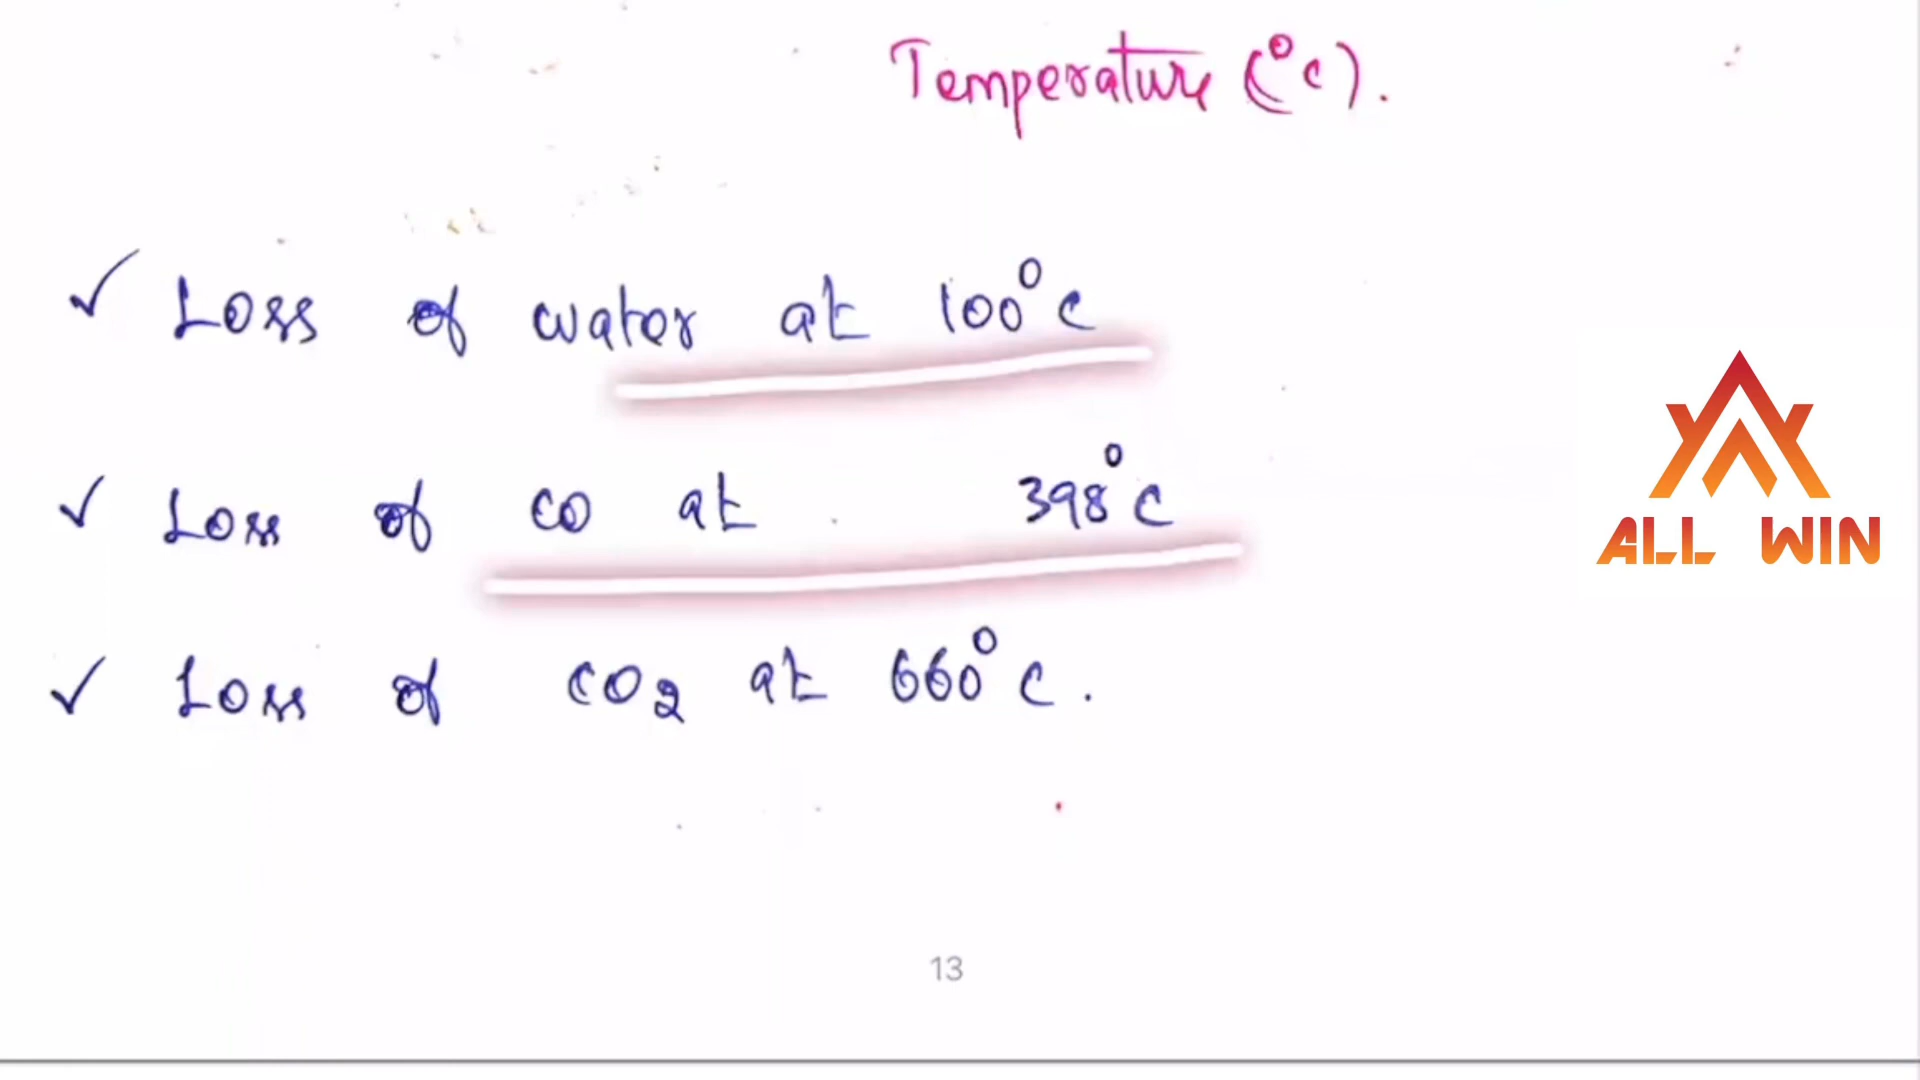 Temperature (°C).
✓ Loss of water at 100°C
✓ Loss of CO at 398°C
✓ Loss of CO2 at 660°C.
ALL WIN
13